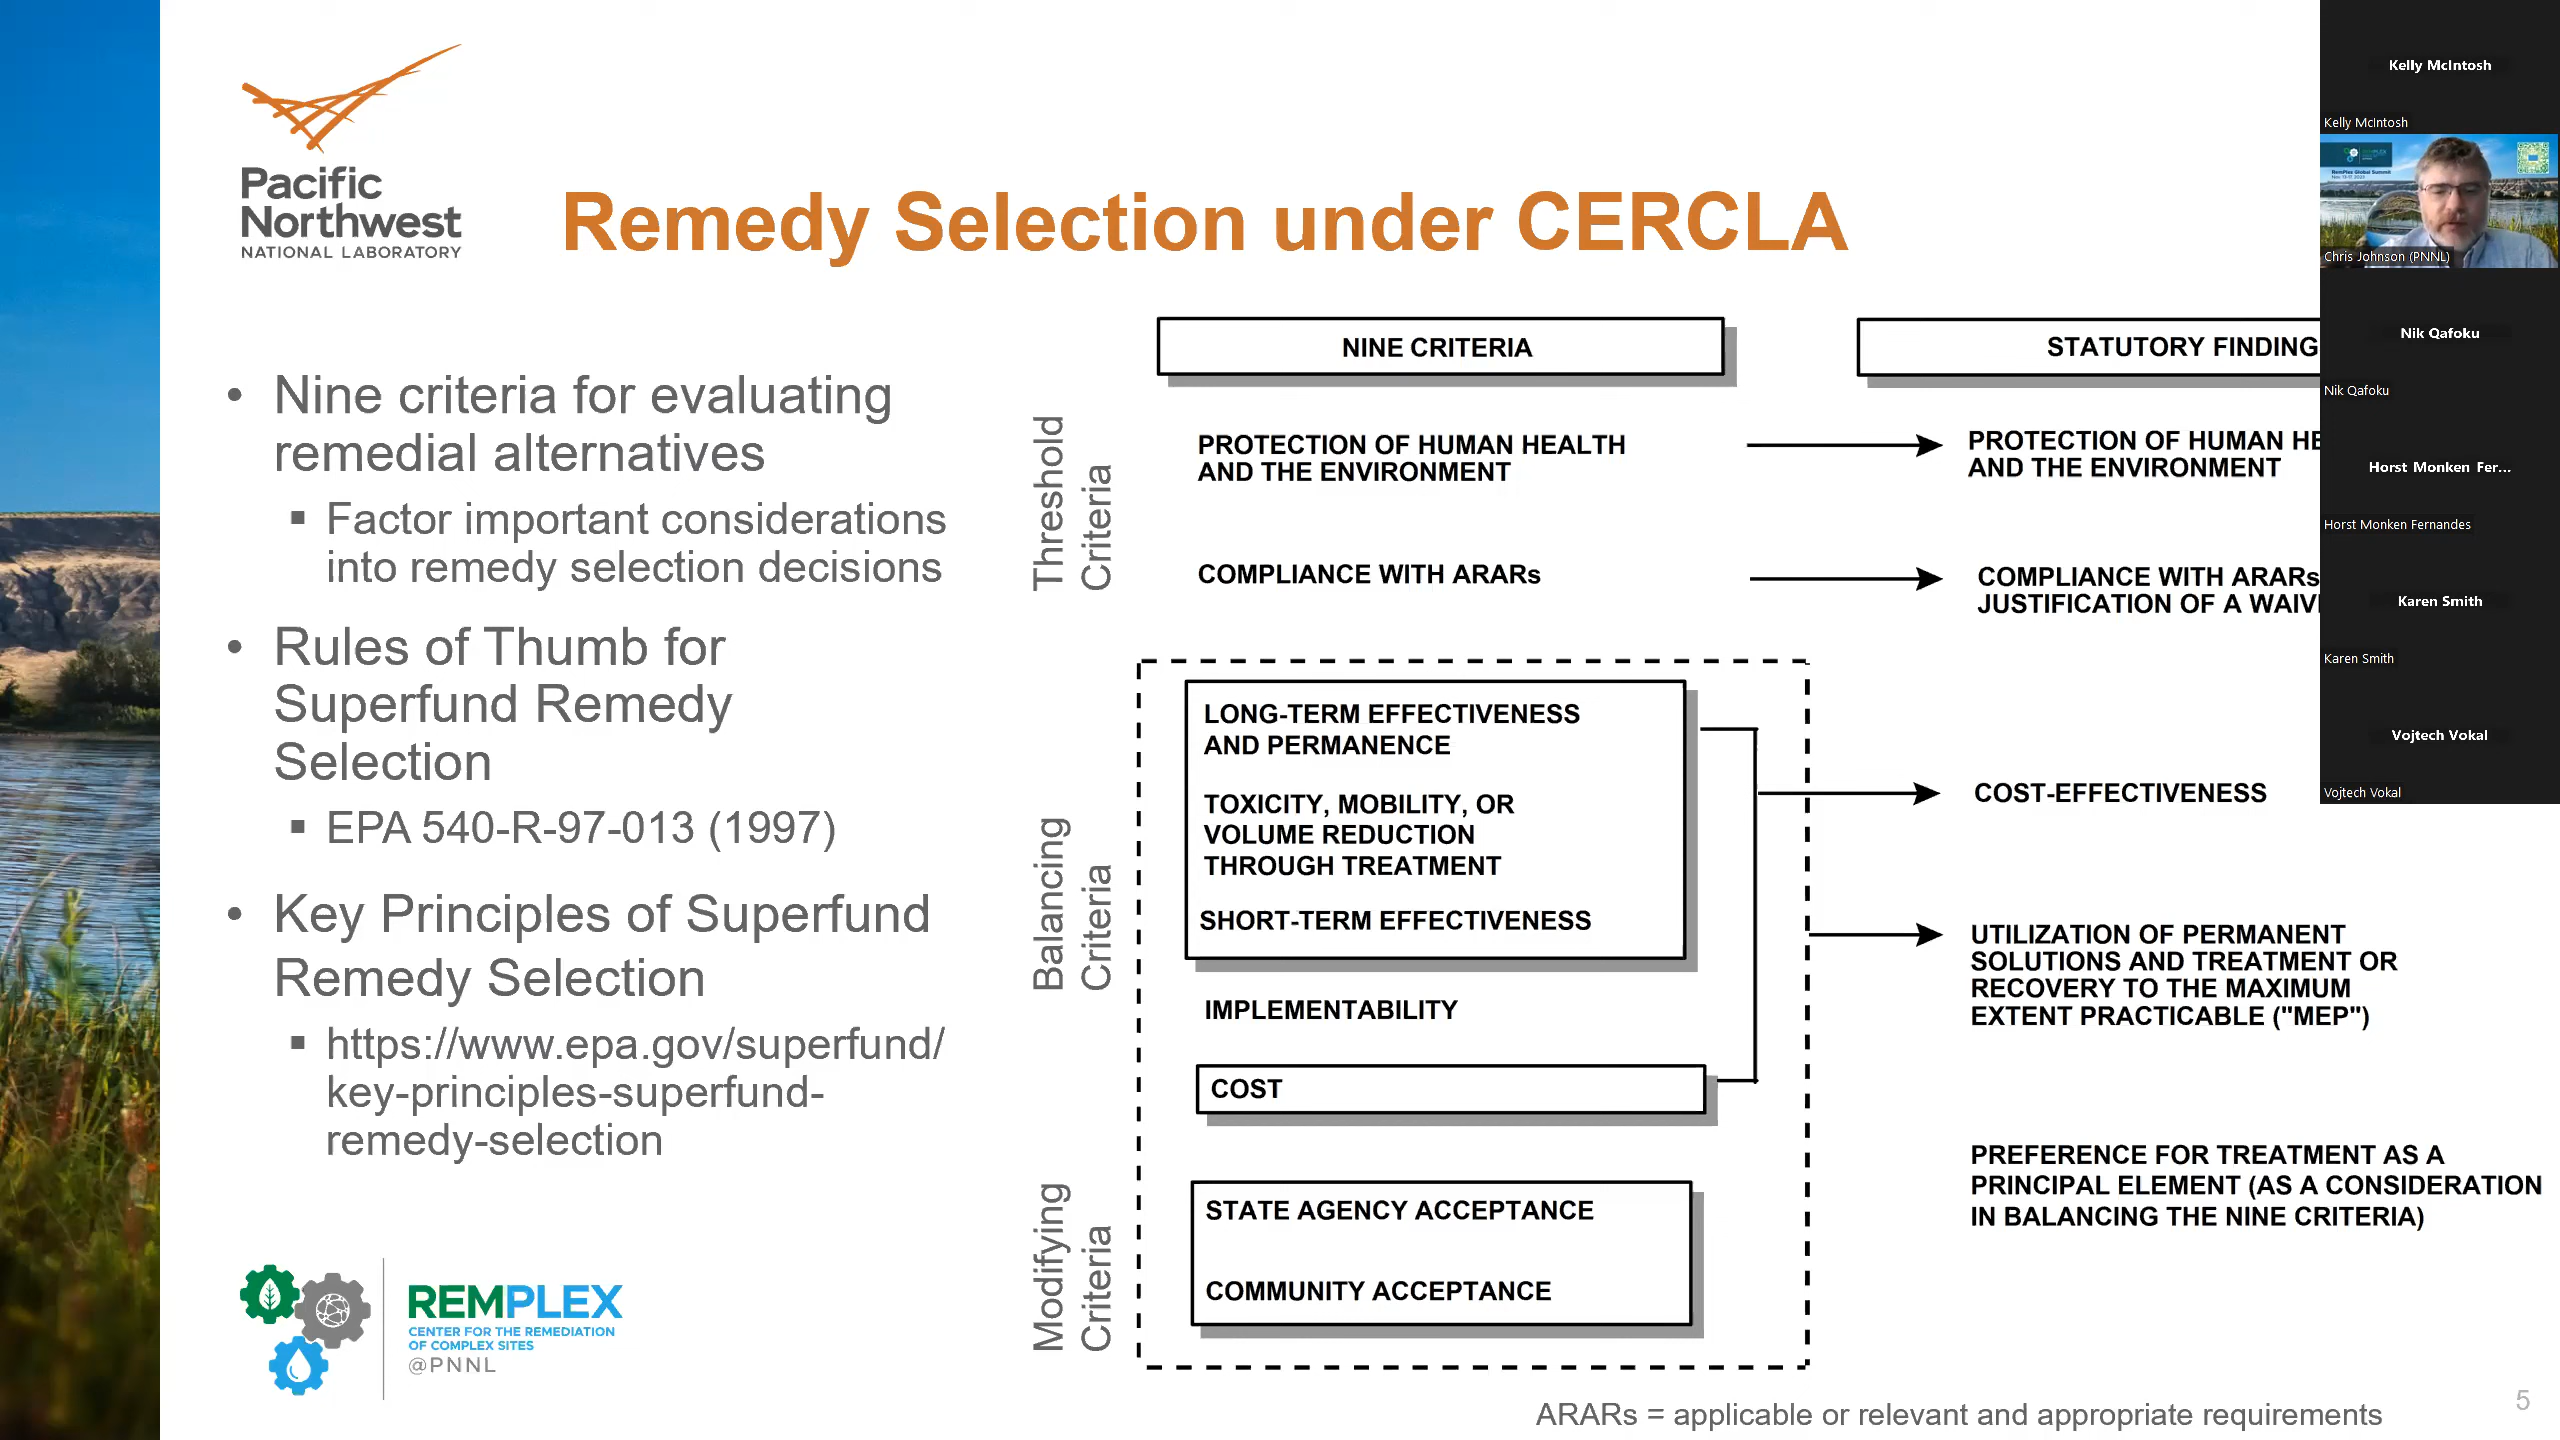 Pacific
Northwest
NATIONAL LABORATORY
Remedy Selection under CERCLA
• Nine criteria for evaluating
remedial alternatives
▪ Factor important considerations
into remedy selection decisions
• Rules of Thumb for
Superfund Remedy
Selection
▪ EPA 540-R-97-013 (1997)
• Key Principles of Superfund
Remedy Selection
▪ https://www.epa.gov/superfund/
key-principles-superfund-
remedy-selection
REMPLEX
CENTER FOR THE REMEDIATION
OF COMPLEX SITES
@PNNL
NINE CRITERIA
Threshold
Criteria
PROTECTION OF HUMAN HEALTH
AND THE ENVIRONMENT
COMPLIANCE WITH ARARs
Balancing
Criteria
LONG-TERM EFFECTIVENESS
AND PERMANENCE
TOXICITY, MOBILITY, OR
VOLUME REDUCTION
THROUGH TREATMENT
SHORT-TERM EFFECTIVENESS
IMPLEMENTABILITY
COST
Modifying
Criteria
STATE AGENCY ACCEPTANCE
COMMUNITY ACCEPTANCE
STATUTORY FINDING
PROTECTION OF HUMAN HE
AND THE ENVIRONMENT
COMPLIANCE WITH ARARs
JUSTIFICATION OF A WAIV
COST-EFFECTIVENESS
UTILIZATION OF PERMANENT
SOLUTIONS AND TREATMENT OR
RECOVERY TO THE MAXIMUM
EXTENT PRACTICABLE ("MEP")
PREFERENCE FOR TREATMENT AS A
PRINCIPAL ELEMENT (AS A CONSIDERATION
IN BALANCING THE NINE CRITERIA)
ARARs = applicable or relevant and appropriate requirements
5
Kelly McIntosh
Kelly McIntosh
REMPLEX
RemPlex Global Summit
Chris Johnson (PNNL)
Nik Qafoku
Nik Qafoku
Horst Monken Fer...
Horst Monken Fernandes
Karen Smith
Karen Smith
Vojtech Vokal
Vojtech Vokal